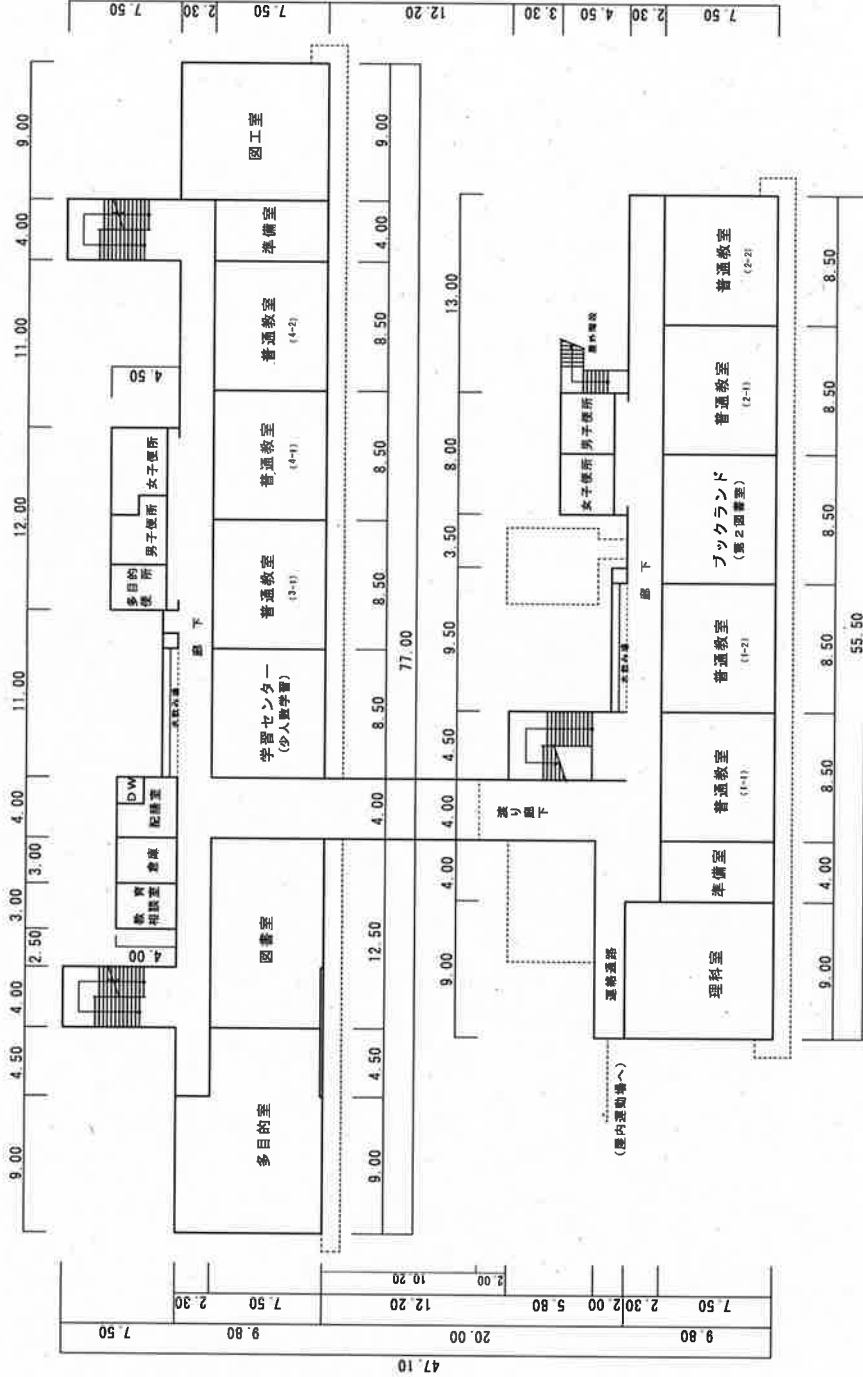 9.00
4.50
4.00
2.50
3.00
3.00
4.00
11.00
12.00
11.00
4.00
9.00
4.00
教育
相談室
倉庫
配膳室
DW
水飲み場
多目的
便所
男子便所
女子便所
4.50
廊下
多目的室
図書室
学習センター
(少人数学習)
普通教室
(3-1)
普通教室
(4-1)
普通教室
(4-2)
準備室
図工室
9.00
4.50
12.50
4.00
8.50
8.50
8.50
8.50
4.00
9.00
77.00
9.00
4.00
4.00
4.50
9.50
3.50
8.00
13.00
渡り廊下
連絡通路
(屋内運動場へ)
水飲み場
女子便所
男子便所
屋外階段
廊下
理科室
準備室
普通教室
(1-1)
普通教室
(1-2)
ブックランド
(第2図書室)
普通教室
(2-1)
普通教室
(2-2)
9.00
4.00
8.50
8.50
8.50
8.50
8.50
55.50
47.10
7.50
9.80
20.00
9.80
2.30
7.50
12.20
5.80
2.00
2.30
7.50
10.20
2.00
7.50
2.30
7.50
12.20
3.30
4.50
2.30
7.50